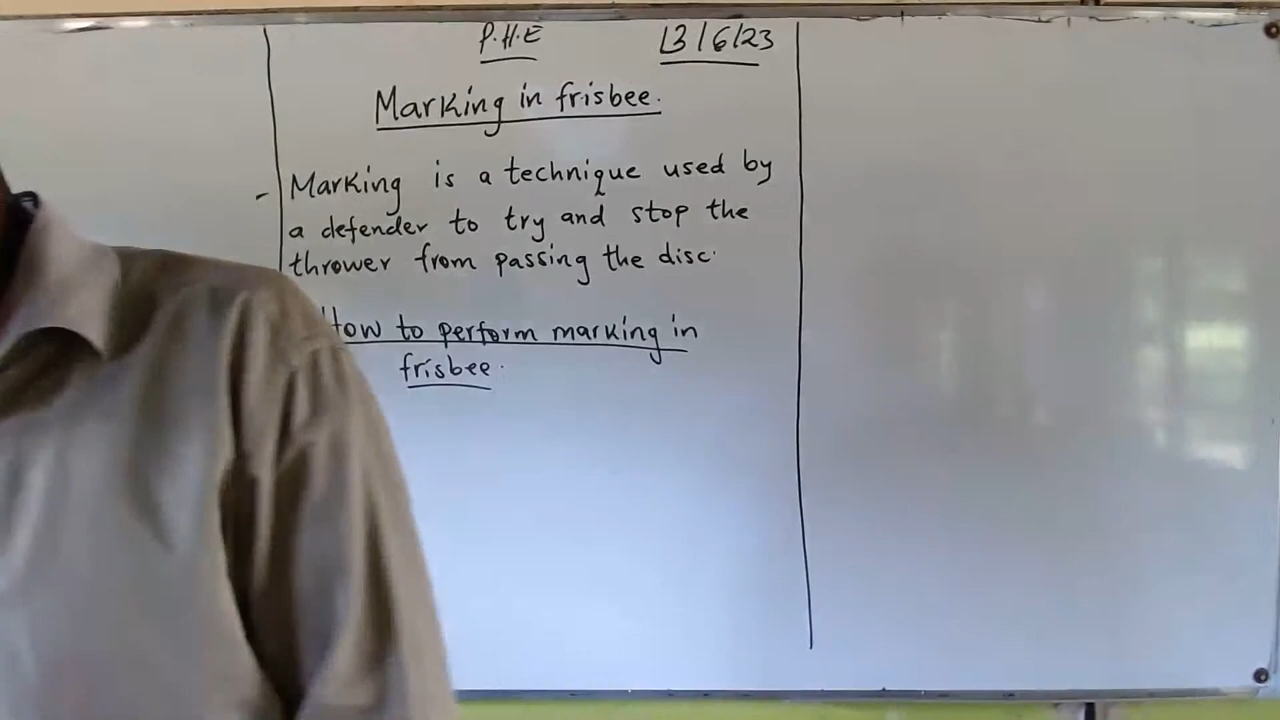 P.H.E 13/6/23
Marking in frisbee.
- Marking is a technique used by
a defender to try and stop the
thrower from passing the disc.
How to perform marking in
frisbee.